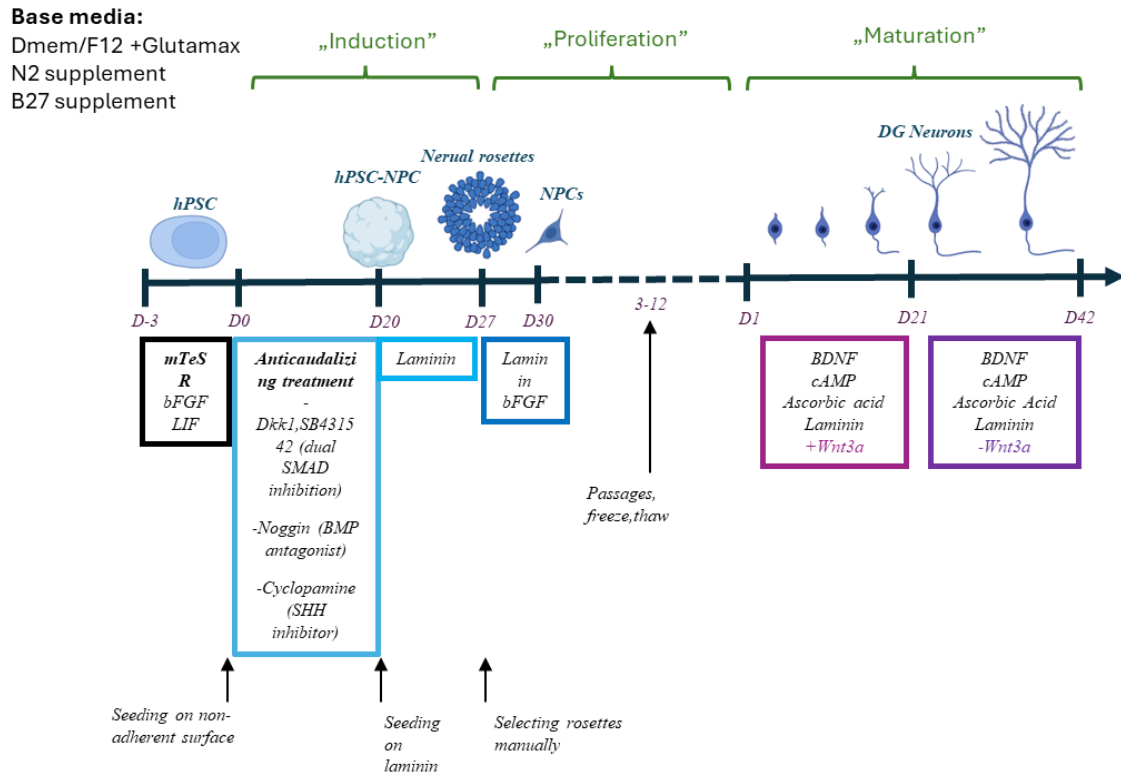 Base media:
Dmem/F12 +Glutamax
N2 supplement
B27 supplement
„Induction”
„Proliferation”
„Maturation”
hPSC
hPSC-NPC
Nerual rosettes
NPCs
DG Neurons
D-3
D0
D20
D27
D30
3-12
D1
D21
D42
mTeS
R
bFGF
LIF
Anticaudalizi
ng treatment
-
Dkk1,SB4315
42 (dual
SMAD
inhibition)
-Noggin (BMP
antagonist)
-Cyclopamine
(SHH
inhibitor)
Laminin
Lamin
in
bFGF
BDNF
cAMP
Ascorbic acid
Laminin
+Wnt3a
BDNF
cAMP
Ascorbic Acid
Laminin
-Wnt3a
Passages,
freeze,thaw
Seeding on non-
adherent surface
Seeding
on
laminin
Selecting rosettes
manually